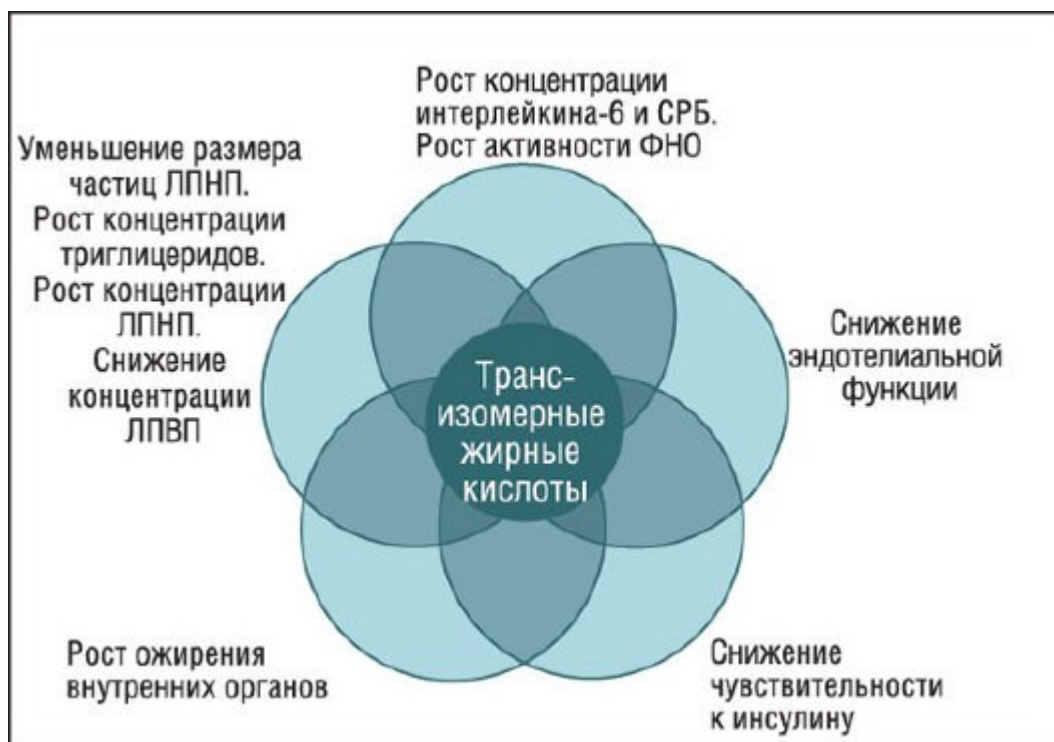 Рост концентрации
интерлейкина-6 и СРБ.
Рост активности ФНО
Уменьшение размера
частиц ЛПНП.
Рост концентрации
триглицеридов.
Рост концентрации
ЛПНП.
Снижение
концентрации
ЛПВП
Транс-
изомерные
жирные
кислоты
Снижение
эндотелиальной
функции
Рост ожирения
внутренних органов
Снижение
чувствительности
к инсулину